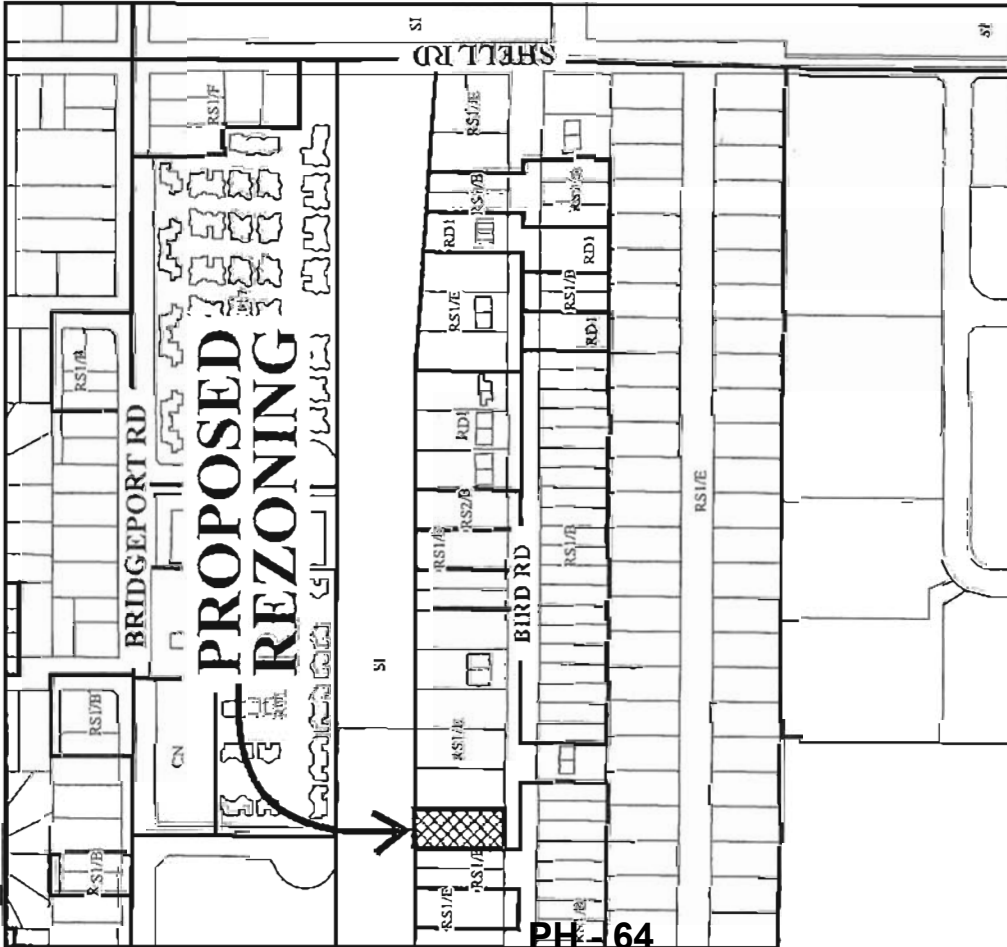 SI
SI
SHELL RD
RS1/F
RS1/E
RS1/B
RD1
RD1
RS1/B
RS1/E
RD1
RS1/B
BRIDGEPORT RD
PROPOSED
REZONING
RD1
RS2/B
RS1/B
RS1/B
RS1/E
BIRD RD
SI
RS1/B
CN
RS1/E
RS1/B
RS1/B
RS1/E
RS1/B
PH - 64